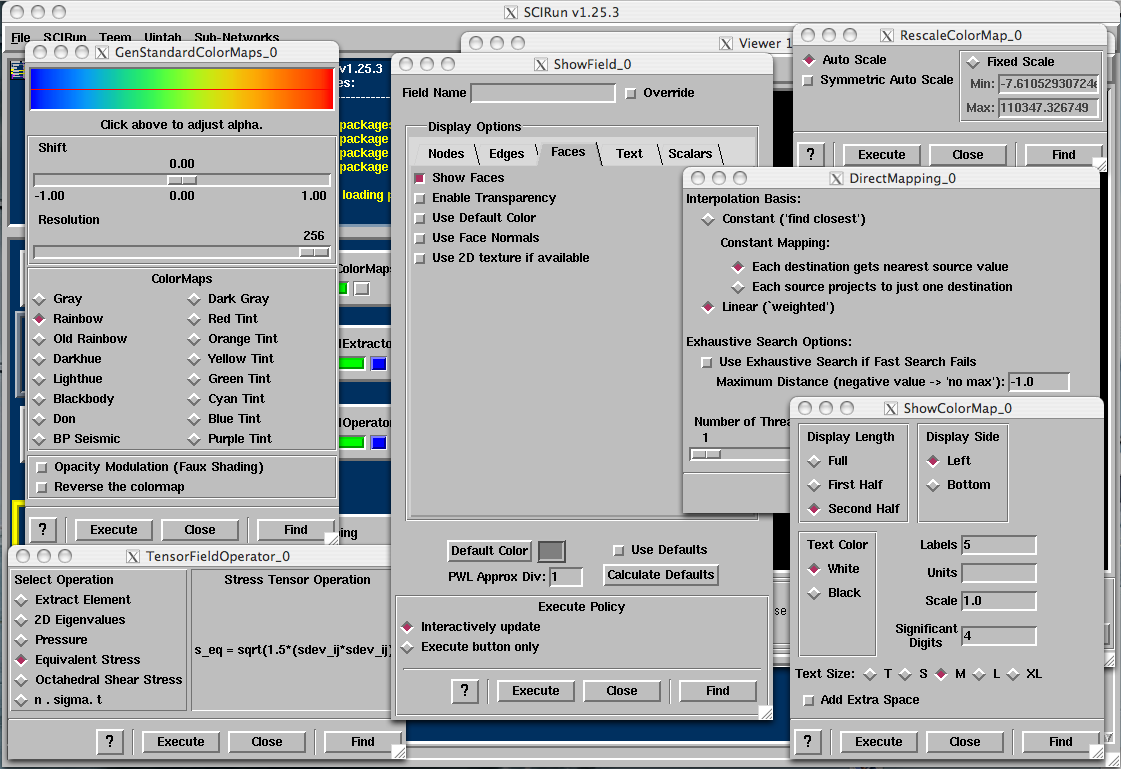 SCIRun v1.25.3
File SCIRun Teem Uintah Sub-Networks
v1.25.3
es:
package
package
package
package
loading p
ColorMaps
lExtracto
lOperato
ing
GenStandardColorMaps_0
Click above to adjust alpha.
Shift
0.00
-1.00 0.00 1.00
Resolution
256
ColorMaps
Gray Dark Gray
Rainbow Red Tint
Old Rainbow Orange Tint
Darkhue Yellow Tint
Lighthue Green Tint
Blackbody Cyan Tint
Don Blue Tint
BP Seismic Purple Tint
Opacity Modulation (Faux Shading)
Reverse the colormap
? Execute Close Find
TensorFieldOperator_0
Select Operation
Extract Element
2D Eigenvalues
Pressure
Equivalent Stress
Octahedral Shear Stress
n . sigma. t
Stress Tensor Operation
s_eq = sqrt(1.5*(sdev_ij*sdev_ij)
? Execute Close Find
Viewer 1
ShowField_0
Field Name Override
Display Options
Nodes Edges Faces Text Scalars
Show Faces
Enable Transparency
Use Default Color
Use Face Normals
Use 2D texture if available
Default Color Use Defaults
PWL Approx Div: 1 Calculate Defaults
Execute Policy
Interactively update
Execute button only
? Execute Close Find
RescaleColorMap_0
Auto Scale
Symmetric Auto Scale
Fixed Scale
Min: -7.6105293072
Max: 110347.326749
? Execute Close Find
DirectMapping_0
Interpolation Basis:
Constant ('find closest')
Constant Mapping:
Each destination gets nearest source value
Each source projects to just one destination
Linear (`weighted')
Exhaustive Search Options:
Use Exhaustive Search if Fast Search Fails
Maximum Distance (negative value -> 'no max'): -1.0
Number of Threa
1
se
ShowColorMap_0
Display Length
Full
First Half
Second Half
Display Side
Left
Bottom
Text Color
White
Black
Labels 5
Units
Scale 1.0
Significant
Digits 4
Text Size: T S M L XL
Add Extra Space
? Execute Close Find